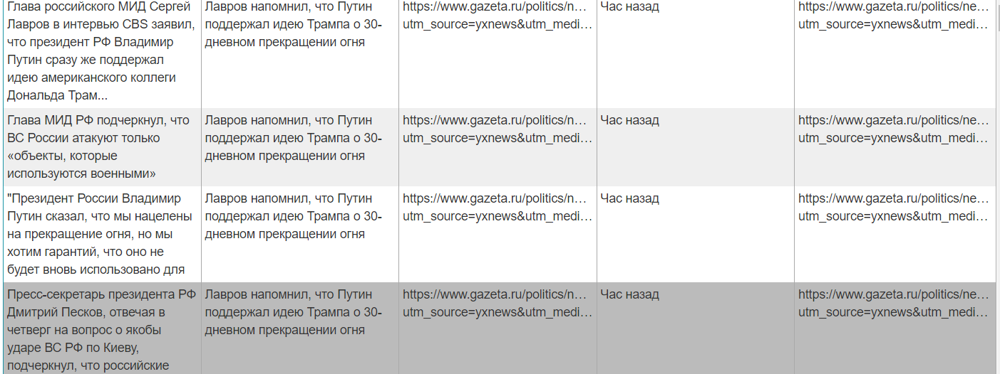 Глава российского МИД Сергей
Лавров в интервью CBS заявил,
что президент РФ Владимир
Путин сразу же поддержал
идею американского коллеги
Дональда Трам...
Лавров напомнил, что Путин
поддержал идею Трампа о 30-
дневном прекращении огня
https://www.gazeta.ru/politics/n…
utm_source=yxnews&utm_medi…
Час назад
https://www.gazeta.ru/politics/ne…
utm_source=yxnews&utm_medi…
Глава МИД РФ подчеркнул, что
ВС России атакуют только
«объекты, которые
используются военными»
Лавров напомнил, что Путин
поддержал идею Трампа о 30-
дневном прекращении огня
https://www.gazeta.ru/politics/n…
utm_source=yxnews&utm_medi…
Час назад
https://www.gazeta.ru/politics/ne…
utm_source=yxnews&utm_medi…
"Президент России Владимир
Путин сказал, что мы нацелены
на прекращение огня, но мы
хотим гарантий, что оно не
будет вновь использовано для
Лавров напомнил, что Путин
поддержал идею Трампа о 30-
дневном прекращении огня
https://www.gazeta.ru/politics/n…
utm_source=yxnews&utm_medi…
Час назад
https://www.gazeta.ru/politics/ne…
utm_source=yxnews&utm_medi…
Пресс-секретарь президента РФ
Дмитрий Песков, отвечая в
четверг на вопрос о якобы
ударе ВС РФ по Киеву,
подчеркнул, что российские
Лавров напомнил, что Путин
поддержал идею Трампа о 30-
дневном прекращении огня
https://www.gazeta.ru/politics/n…
utm_source=yxnews&utm_medi…
Час назад
https://www.gazeta.ru/politics/ne…
utm_source=yxnews&utm_medi…